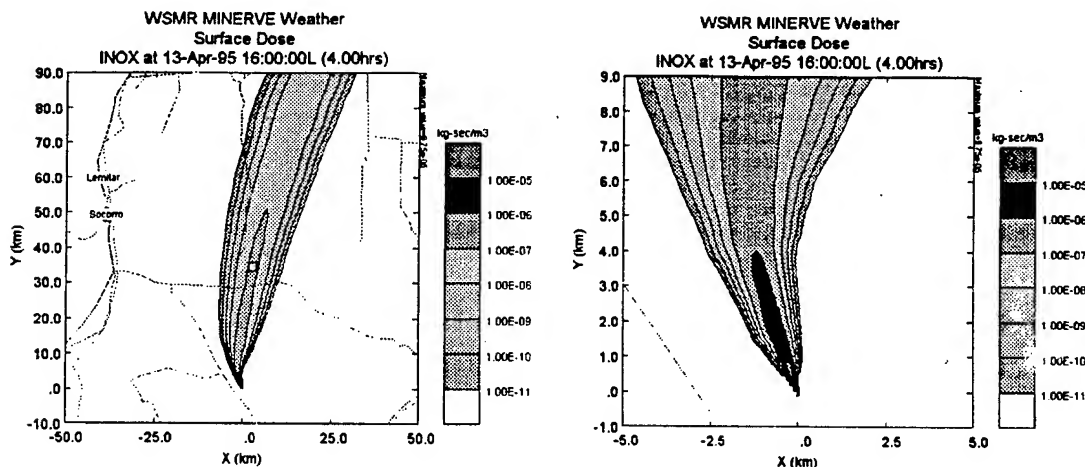 WSMR MINERVE Weather
Surface Dose
INOX at 13-Apr-95 16:00:00L (4.00hrs)
90.0
80.0
70.0
60.0
50.0
40.0
30.0
20.0
10.0
.0
-10.0
Y (km)
-50.0
-25.0
.0
25.0
50.0
X (km)
Lemitar
Socorro
kg-sec/m3
1.00E-05
1.00E-06
1.00E-07
1.00E-08
1.00E-09
1.00E-10
1.00E-11
WSMR MINERVE Weather
Surface Dose
INOX at 13-Apr-95 16:00:00L (4.00hrs)
9.0
8.0
7.0
6.0
5.0
4.0
3.0
2.0
1.0
.0
-1.0
Y (km)
-5.0
-2.5
.0
2.5
5.0
X (km)
kg-sec/m3
1.00E-05
1.00E-06
1.00E-07
1.00E-08
1.00E-09
1.00E-10
1.00E-11